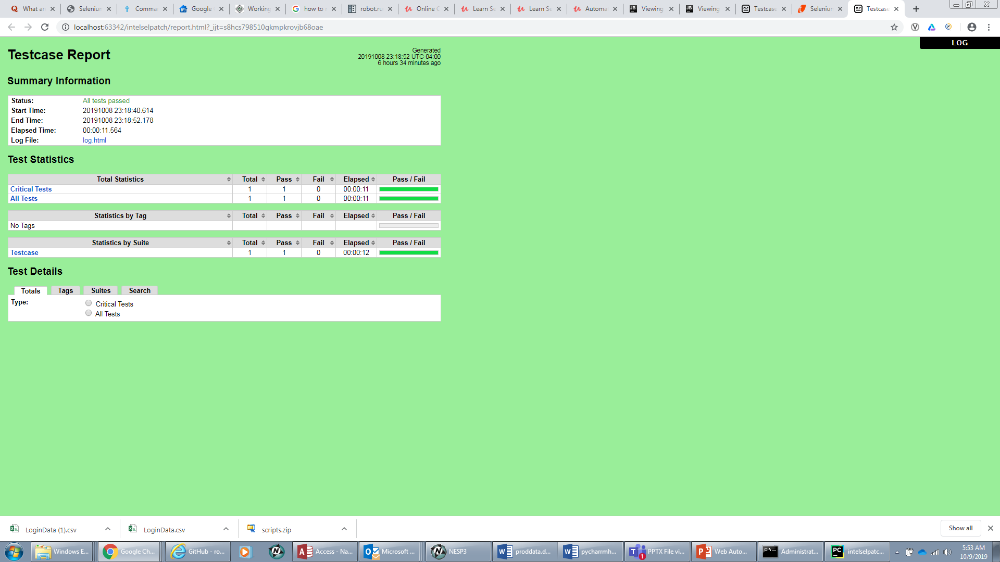 What an
Selenium
Comma
Google
Working
how to r
robot.ru
Online C
Learn Se
Learn Se
Automa
Viewing
Viewing
Testcase
Selenium
Testcase
localhost:63342/intelselpatch/report.html?_ijt=s8hcs798510gkmpkrovjb68oae
LOG
Testcase Report
Generated
20191008 23:18:52 UTC-04:00
6 hours 34 minutes ago
Summary Information
Status: All tests passed
Start Time: 20191008 23:18:40.614
End Time: 20191008 23:18:52.178
Elapsed Time: 00:00:11.564
Log File: log.html
Test Statistics
Total Statistics Total Pass Fail Elapsed Pass / Fail
Critical Tests 1 1 0 00:00:11
All Tests 1 1 0 00:00:11
Statistics by Tag Total Pass Fail Elapsed Pass / Fail
No Tags
Statistics by Suite Total Pass Fail Elapsed Pass / Fail
Testcase 1 1 0 00:00:12
Test Details
Totals Tags Suites Search
Type: Critical Tests
All Tests
LoginData (1).csv
LoginData.csv
scripts.zip
Show all
Windows E...
Google Ch...
GitHub - ro...
Access - Na...
Microsoft ...
NESP3
proddata.d...
pycharrmh...
PPTX File vi...
Web Auto...
Administrat...
intelselpatc...
5:53 AM
10/9/2019